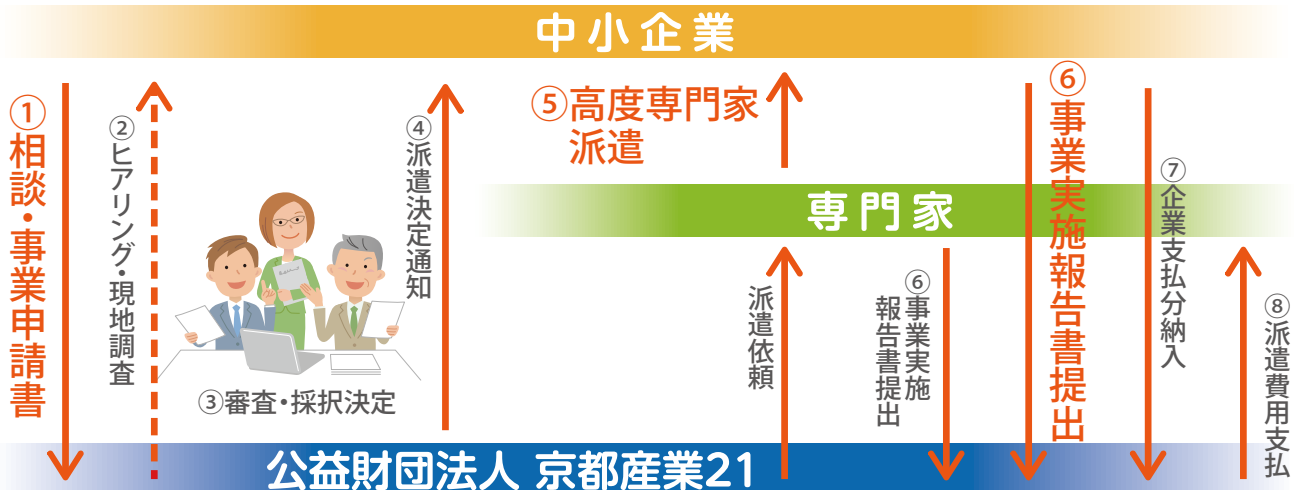 中小企業
①相談・事業申請書
②ヒアリング・現地調査
③審査・採択決定
④派遣決定通知
⑤高度専門家
派遣
専門家
派遣依頼
⑥事業実施
報告書提出
⑥事業実施報告書提出
⑦企業支払分納入
⑧派遣費用支払
公益財団法人 京都産業21